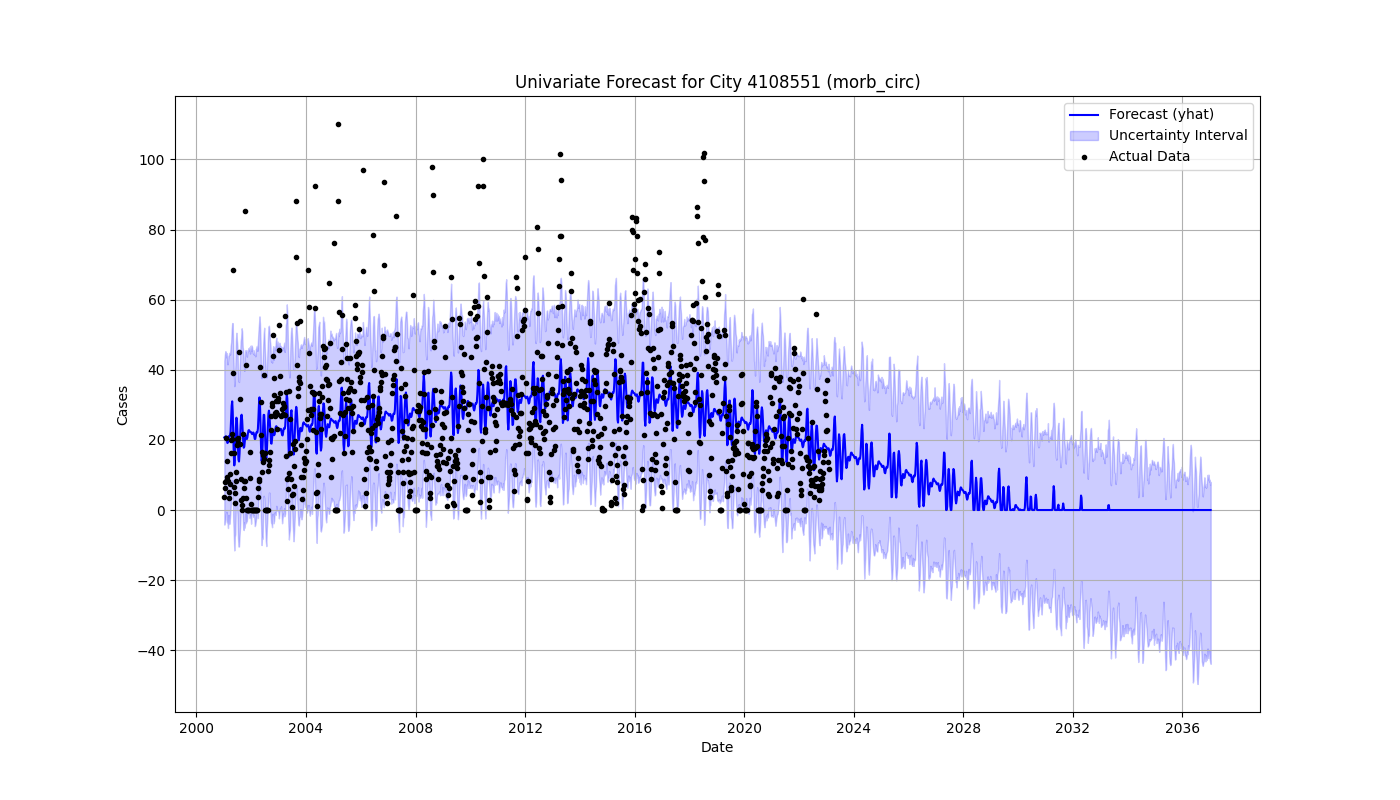 Univariate Forecast for City 4108551 (morb_circ)
Forecast (yhat)
Uncertainty Interval
Actual Data
100
80
60
40
20
0
−20
−40
Cases
2000 2004 2008 2012 2016 2020 2024 2028 2032 2036
Date